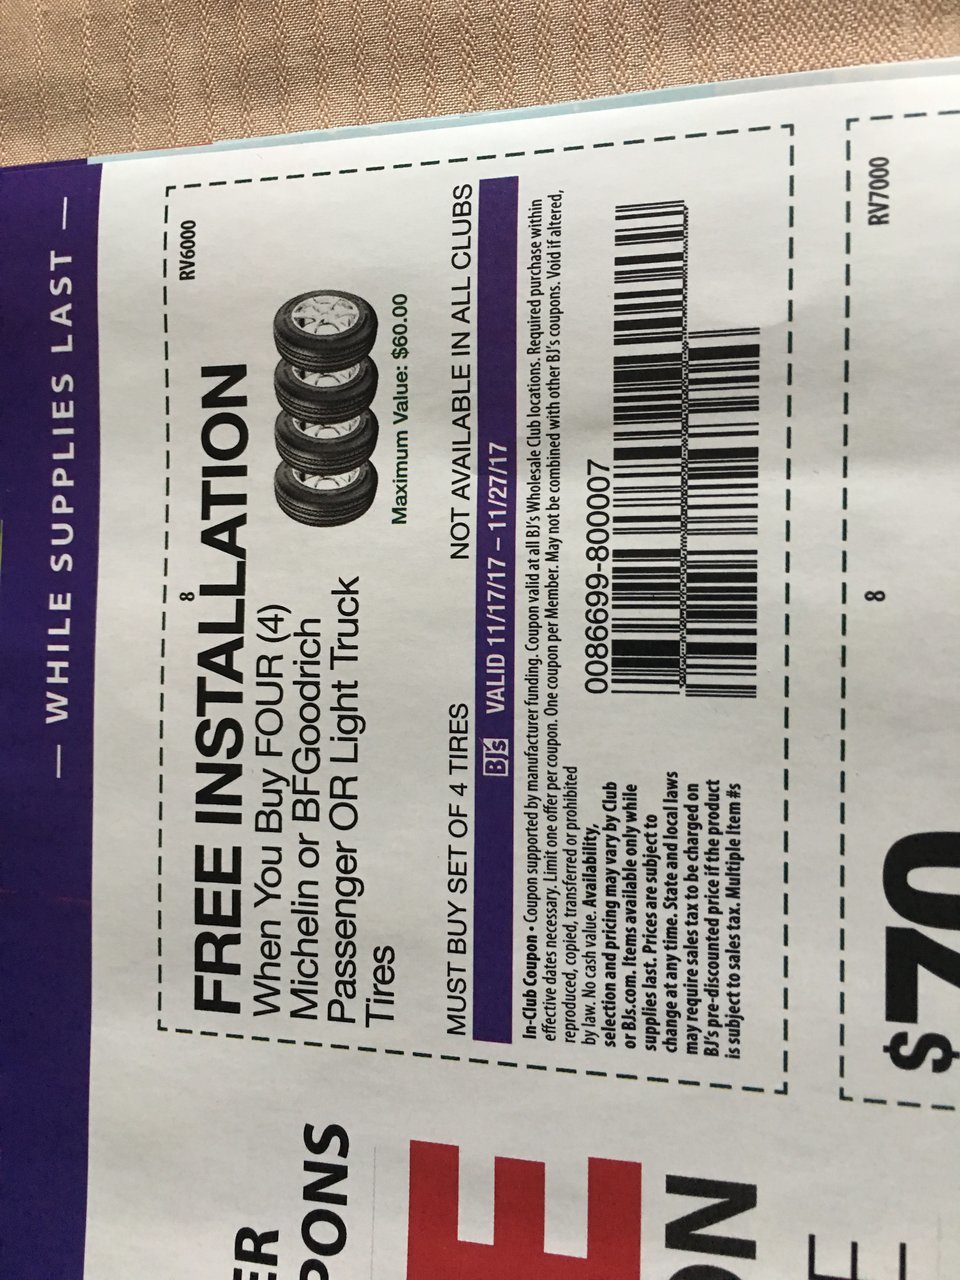 — WHILE SUPPLIES LAST —
RV6000
8
FREE INSTALLATION
When You Buy FOUR (4)
Michelin or BFGoodrich
Passenger OR Light Truck
Tires
Maximum Value: $60.00
MUST BUY SET OF 4 TIRES NOT AVAILABLE IN ALL CLUBS
BJ's VALID 11/17/17 – 11/27/17
In-Club Coupon • Coupon supported by manufacturer funding. Coupon valid at all BJ's Wholesale Club locations. Required purchase within
effective dates necessary. Limit one offer per coupon. One coupon per Member. May not be combined with other BJ's coupons. Void if altered,
reproduced, copied, transferred or prohibited
by law. No cash value. Availability,
selection and pricing may vary by Club
or BJs.com. Items available only while
supplies last. Prices are subject to
change at any time. State and local laws
may require sales tax to be charged on
BJ's pre-discounted price if the product
is subject to sales tax. Multiple Item #s
0086699-800007
RV7000
8
$70
ER
PONS
E
ON